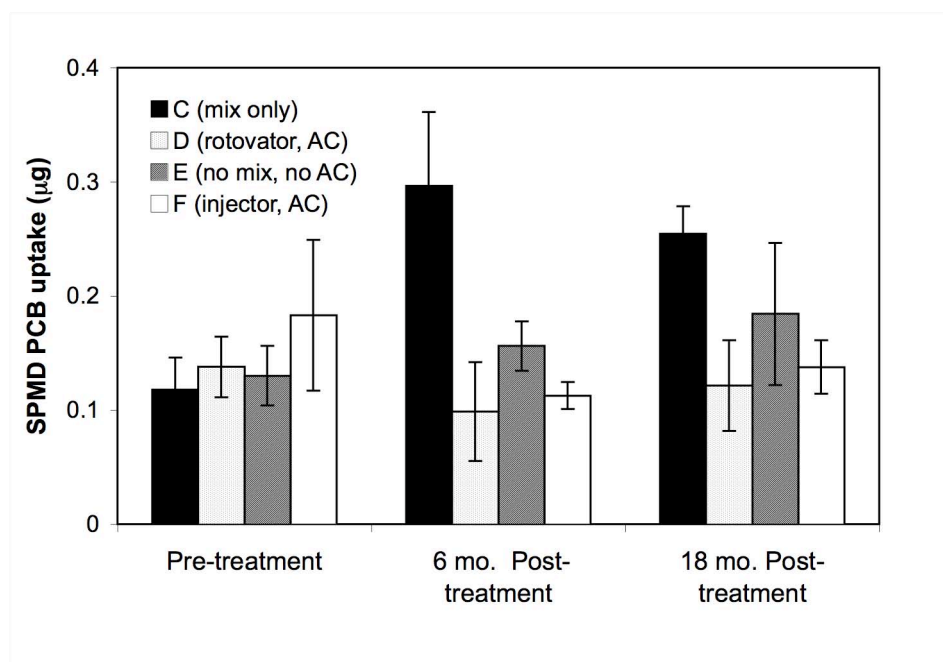 0.4
0.3
0.2
0.1
0
SPMD PCB uptake (μg)
C (mix only)
D (rotovator, AC)
E (no mix, no AC)
F (injector, AC)
Pre-treatment
6 mo.  Post-
treatment
18 mo. Post-
treatment